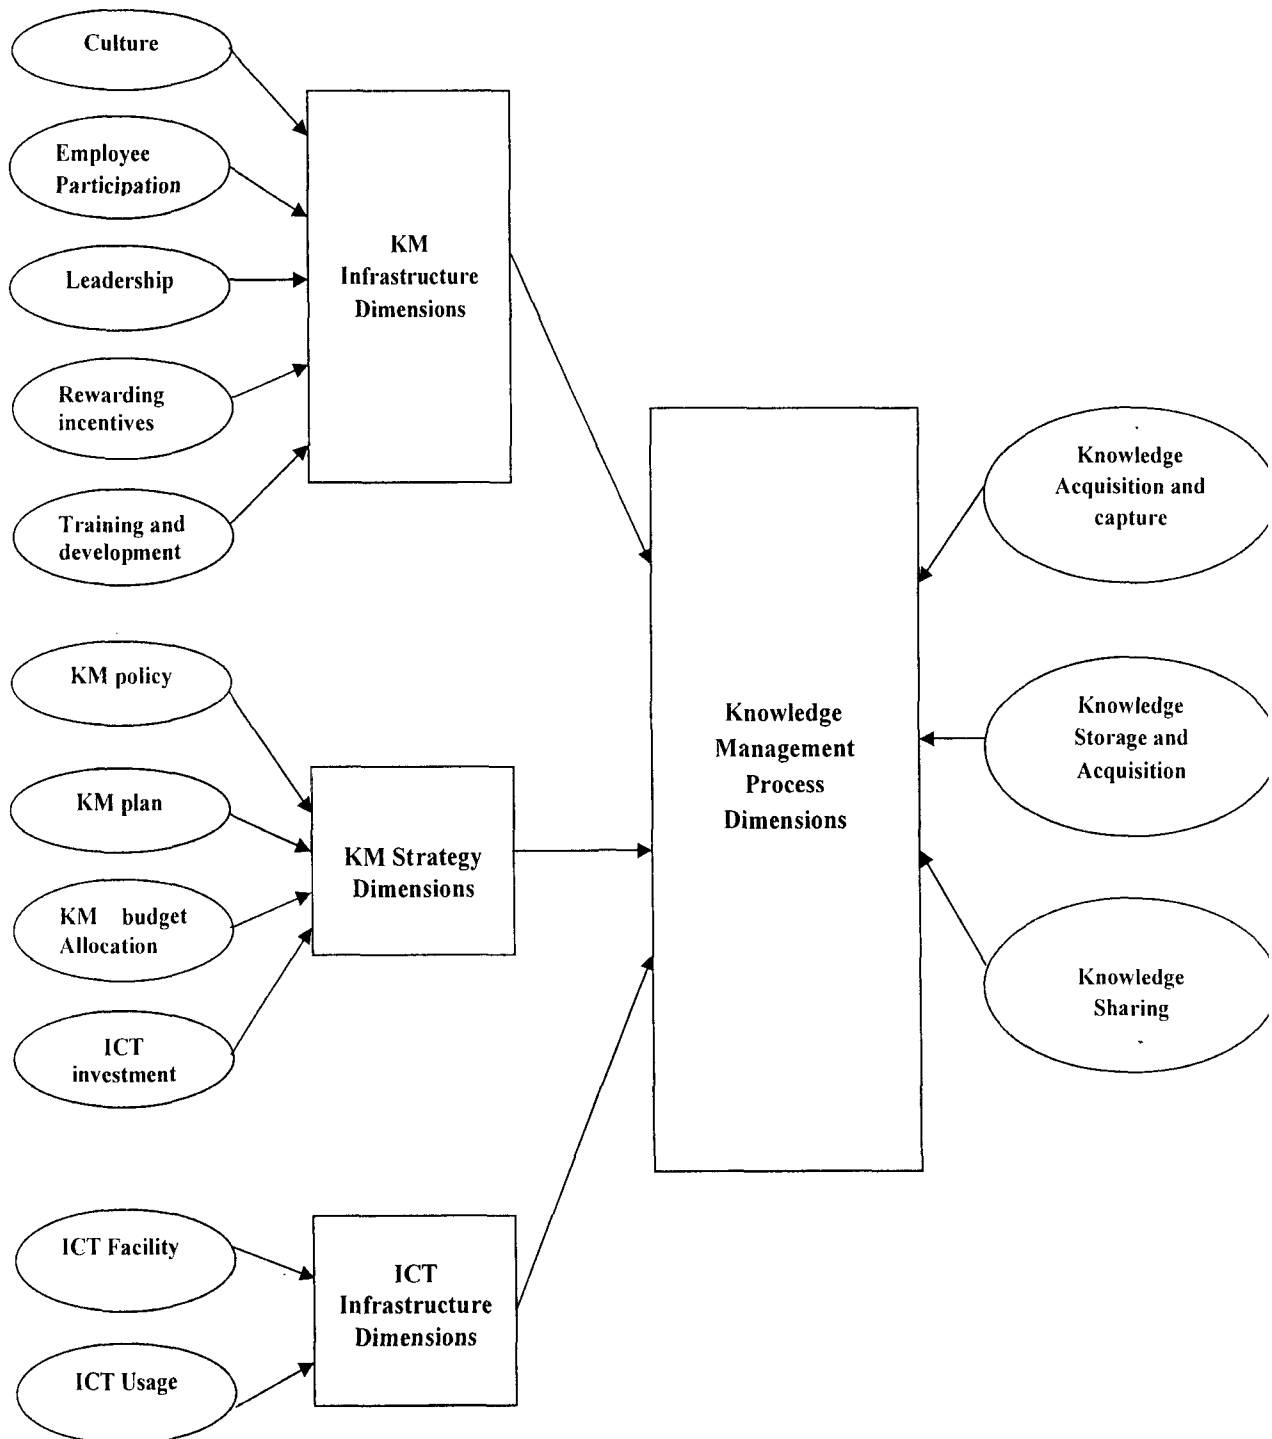 Culture
Employee
Participation
Leadership
Rewarding
incentives
Training and
development
KM
Infrastructure
Dimensions
KM policy
KM plan
KM budget
Allocation
ICT
investment
KM Strategy
Dimensions
ICT Facility
ICT Usage
ICT
Infrastructure
Dimensions
Knowledge
Management
Process
Dimensions
Knowledge
Acquisition and
capture
Knowledge
Storage and
Acquisition
Knowledge
Sharing